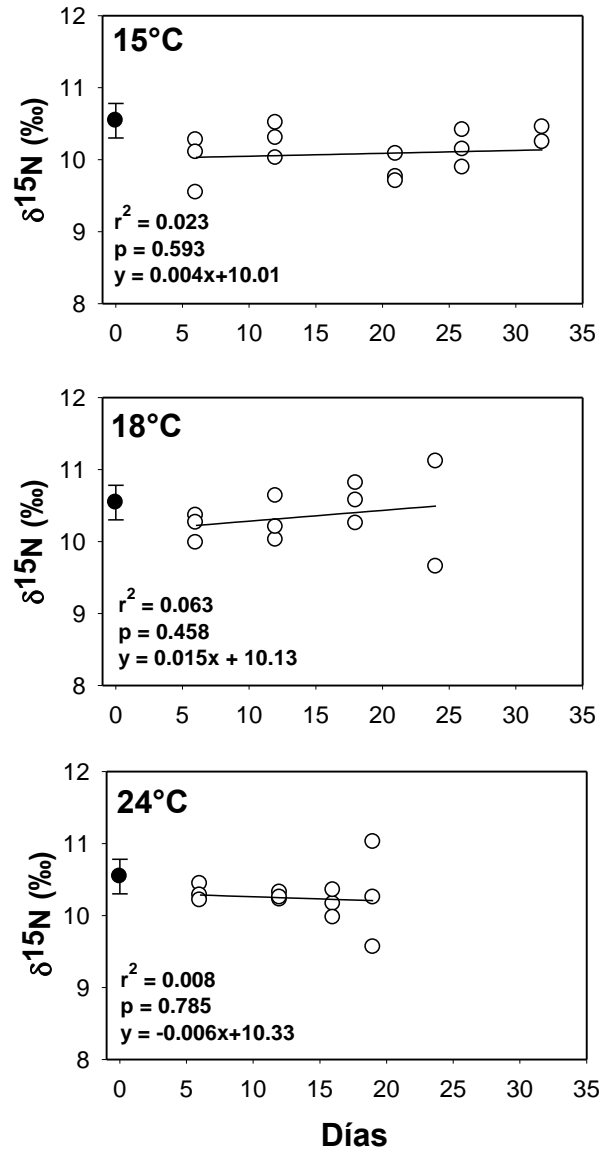 12
15°C
11
10
9
8
δ15N (‰)
r2 = 0.023
p = 0.593
y = 0.004x+10.01
0 5 10 15 20 25 30 35
12
18°C
11
10
9
8
δ15N (‰)
r2 = 0.063
p = 0.458
y = 0.015x + 10.13
0 5 10 15 20 25 30 35
12
24°C
11
10
9
8
δ15N (‰)
r2 = 0.008
p = 0.785
y = -0.006x+10.33
0 5 10 15 20 25 30 35
Días